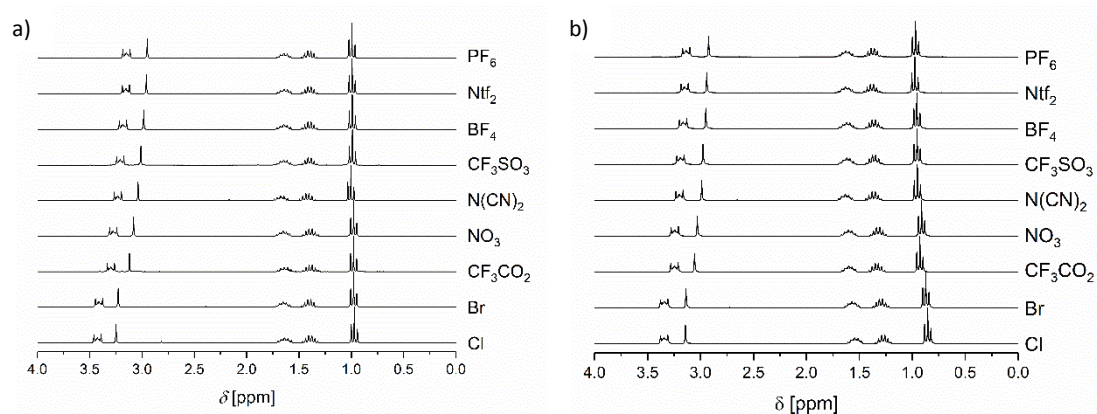 a)
PF6
Ntf2
BF4
CF3SO3
N(CN)2
NO3
CF3CO2
Br
Cl
4.0 3.5 3.0 2.5 2.0 1.5 1.0 0.5 0.0
δ [ppm]
b)
PF6
Ntf2
BF4
CF3SO3
N(CN)2
NO3
CF3CO2
Br
Cl
4.0 3.5 3.0 2.5 2.0 1.5 1.0 0.5 0.0
δ [ppm]